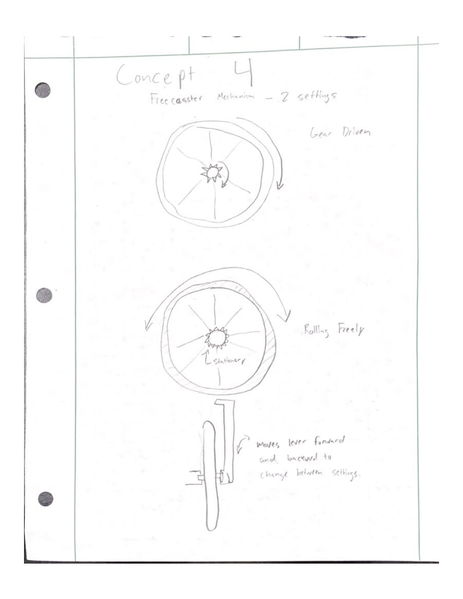 Concept 4
Freecoaster Mechanism - 2 settings
Gear Driven
Rolling Freely
stationary
moves lever forward
and backward to
change between settings.